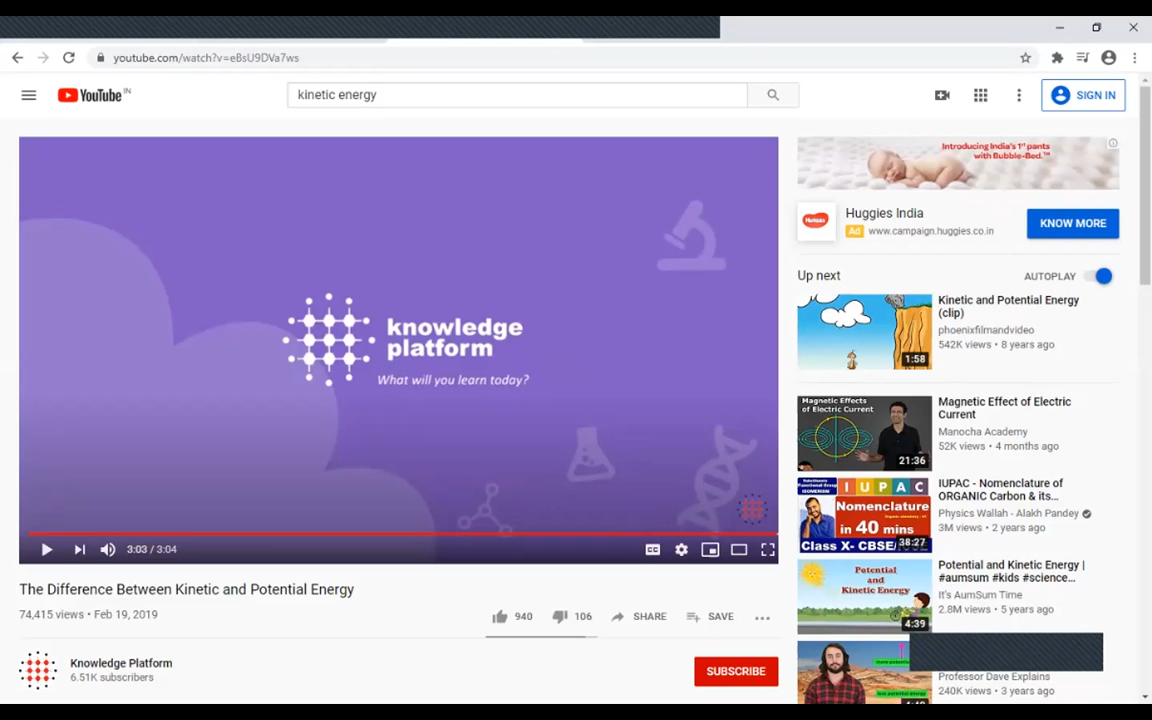 youtube.com/watch?v=eBsU9DVa7ws
YouTube IN
kinetic energy
SIGN IN
Introducing India's 1st pants
with Bubble-Bed.™
Huggies
Huggies India
Ad www.campaign.huggies.co.in
KNOW MORE
knowledge
platform
What will you learn today?
3:03 / 3:04
CC
The Difference Between Kinetic and Potential Energy
74,415 views • Feb 19, 2019
940
106
SHARE
SAVE
Knowledge Platform
6.51K subscribers
SUBSCRIBE
Up next
AUTOPLAY
1:58
Kinetic and Potential Energy
(clip)
phoenixfilmandvideo
542K views • 8 years ago
Magnetic Effects
of Electric Current
21:36
Magnetic Effect of Electric
Current
Manocha Academy
52K views • 4 months ago
IUPAC
Nomenclature
in 40 mins
Class X- CBSE/
38:27
IUPAC - Nomenclature of
ORGANIC Carbon & its...
Physics Wallah - Alakh Pandey
3M views • 2 years ago
Potential
and
Kinetic Energy
4:39
Potential and Kinetic Energy |
#aumsum #kids #science...
It's AumSum Time
2.8M views • 5 years ago
Professor Dave Explains
240K views • 3 years ago